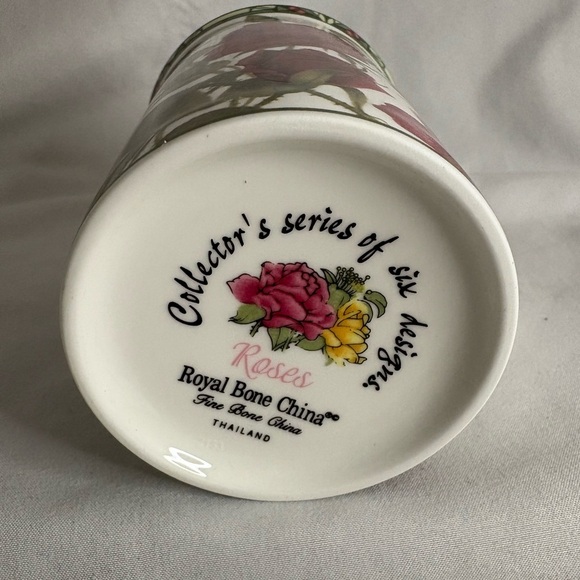 Collector's series of six designs.
Roses
Royal Bone China
Fine Bone China
THAILAND